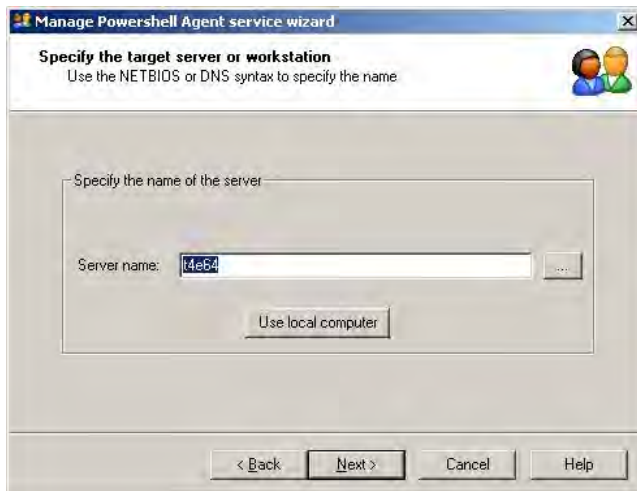 Manage Powershell Agent service wizard
Specify the target server or workstation
Use the NETBIOS or DNS syntax to specify the name
Specify the name of the server
Server name: t4e64 ...
Use local computer
< Back Next > Cancel Help